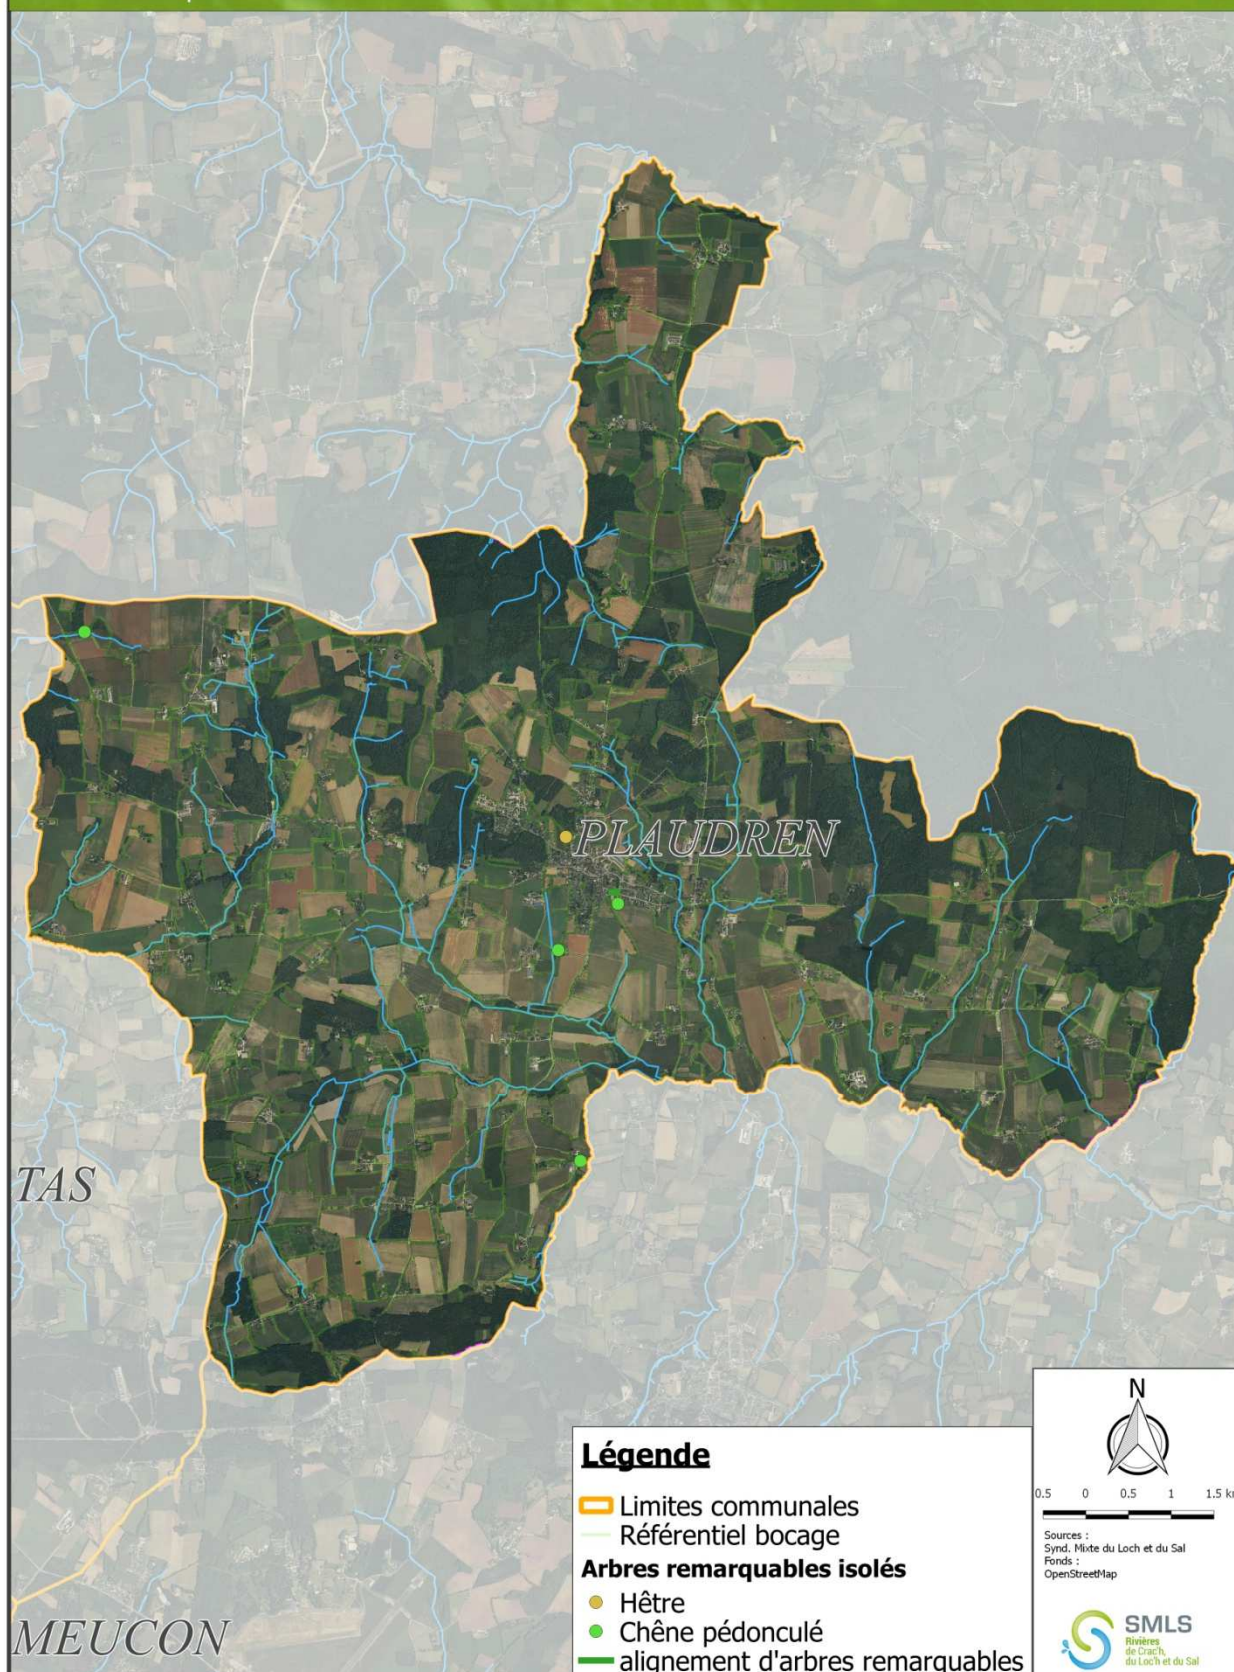 PLAUDREN
TAS
MEUCON
Légende
Limites communales
Référentiel bocage
Arbres remarquables isolés
Hêtre
Chêne pédonculé
alignement d'arbres remarquables
N
0.5 0 0.5 1 1.5 km
Sources :
Synd. Mixte du Loch et du Sal
Fonds :
OpenStreetMap
SMLS
Rivières
de Crac'h,
du Loc'h et du Sal